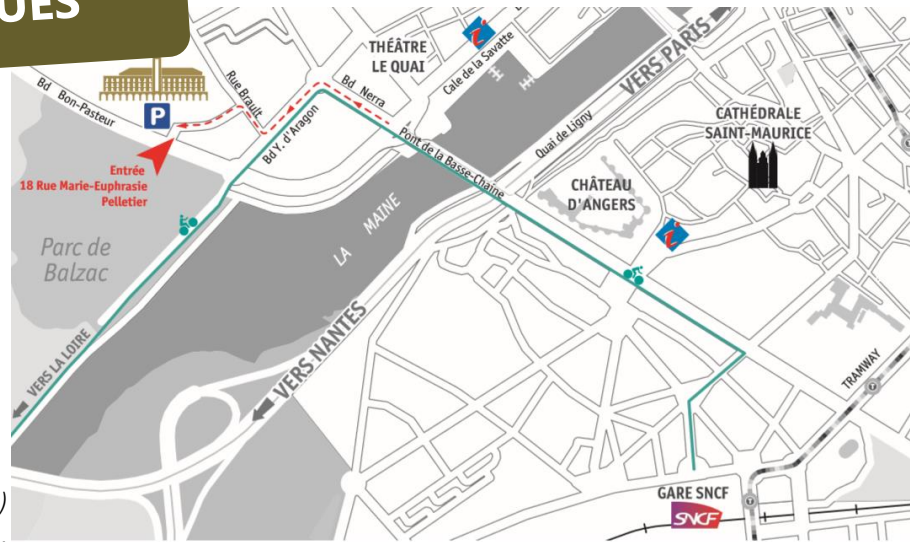 UES
THÉÂTRE
LE QUAI
Cale de la Savatte
VERS PARIS
Bd Bon-Pasteur
Rue Brault
Bd Nerra
P
Bd Y. d'Aragon
Pont de la Basse-Chaîne
Quai de Ligny
CATHÉDRALE
SAINT-MAURICE
Entrée
18 Rue Marie-Euphrasie
Pelletier
CHÂTEAU
D'ANGERS
i
i
LA MAINE
Parc de
Balzac
VERS LA LOIRE
VERS NANTES
TRAMWAY
T
T
GARE SNCF
SNCF
)